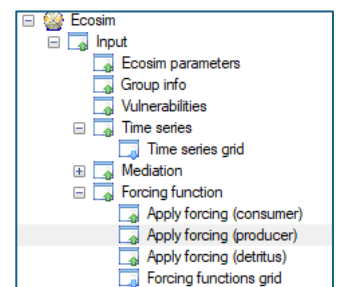 Ecosim
Input
Ecosim parameters
Group info
Vulnerabilities
Time series
Time series grid
Mediation
Forcing function
Apply forcing (consumer)
Apply forcing (producer)
Apply forcing (detritus)
Forcing functions grid